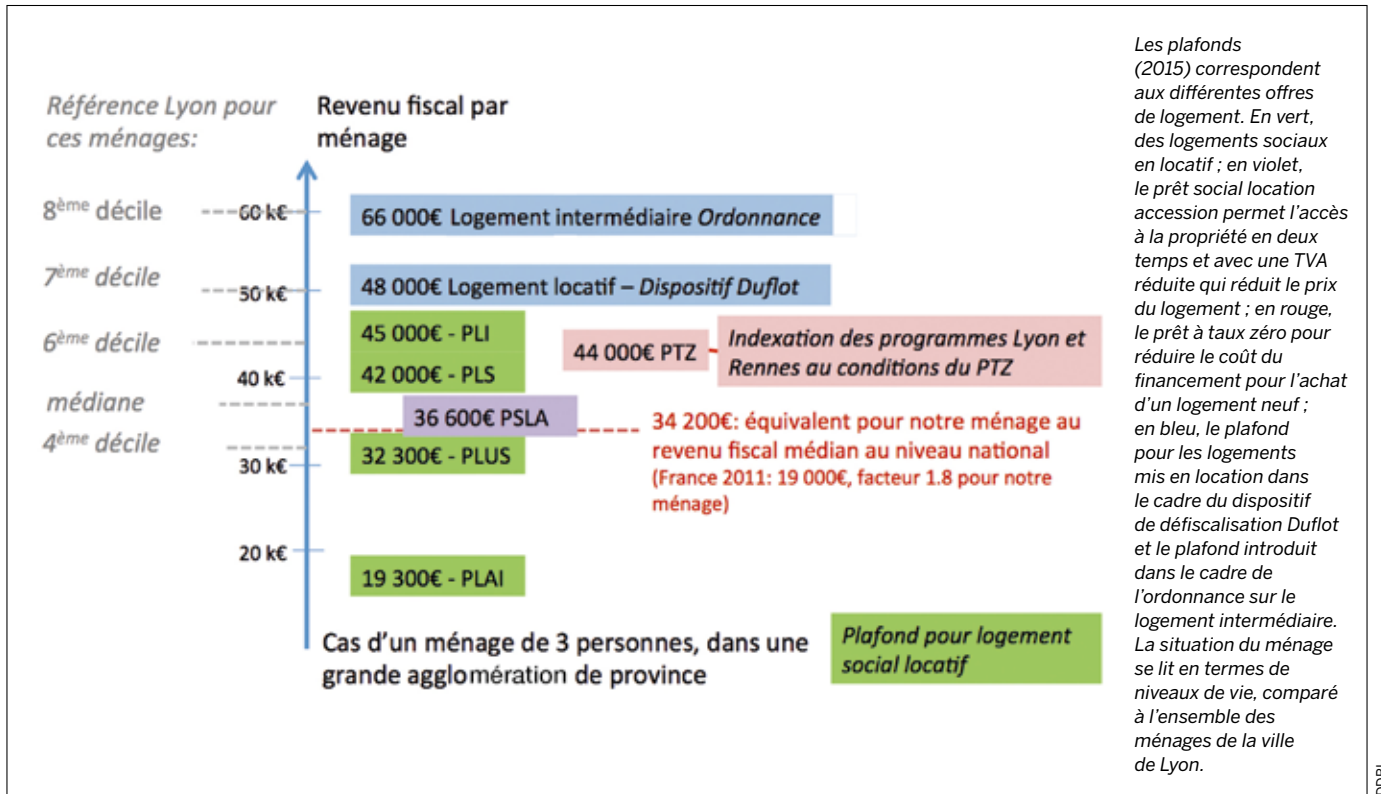 Référence Lyon pour
ces ménages:
Revenu fiscal par
ménage
8ème décile
60 k€
66 000€ Logement intermédiaire Ordonnance
7ème décile
50 k€
48 000€ Logement locatif – Dispositif Duflot
6ème décile
45 000€ - PLI
44 000€ PTZ
Indexation des programmes Lyon et
Rennes au conditions du PTZ
40 k€
42 000€ - PLS
médiane
36 600€ PSLA
4ème décile
34 200€: équivalent pour notre ménage au
revenu fiscal médian au niveau national
(France 2011: 19 000€, facteur 1.8 pour notre
ménage)
30 k€
32 300€ - PLUS
20 k€
19 300€ - PLAI
Cas d'un ménage de 3 personnes, dans une
grande agglomération de province
Plafond pour logement
social locatif
Les plafonds
(2015) correspondent
aux différentes offres
de logement. En vert,
des logements sociaux
en locatif ; en violet,
le prêt social location
accession permet l'accès
à la propriété en deux
temps et avec une TVA
réduite qui réduit le prix
du logement ; en rouge,
le prêt à taux zéro pour
réduire le coût du
financement pour l'achat
d'un logement neuf ;
en bleu, le plafond
pour les logements
mis en location dans
le cadre du dispositif
de défiscalisation Duflot
et le plafond introduit
dans le cadre de
l'ordonnance sur le
logement intermédiaire.
La situation du ménage
se lit en termes de
niveaux de vie, comparé
à l'ensemble des
ménages de la ville
de Lyon.